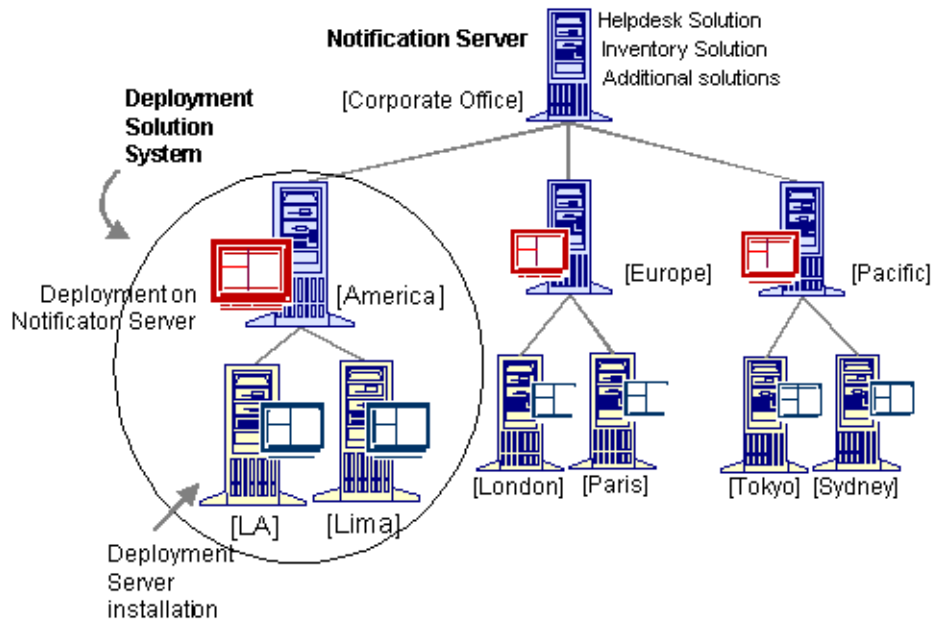 Notification Server
Helpdesk Solution
Inventory Solution
Additional solutions
[Corporate Office]
Deployment
Solution
System
Deployment on
Notificaton Server
[America]
[Europe]
[Pacific]
[LA]
[Lima]
[London]
[Paris]
[Tokyo]
[Sydney]
Deployment
Server
installation